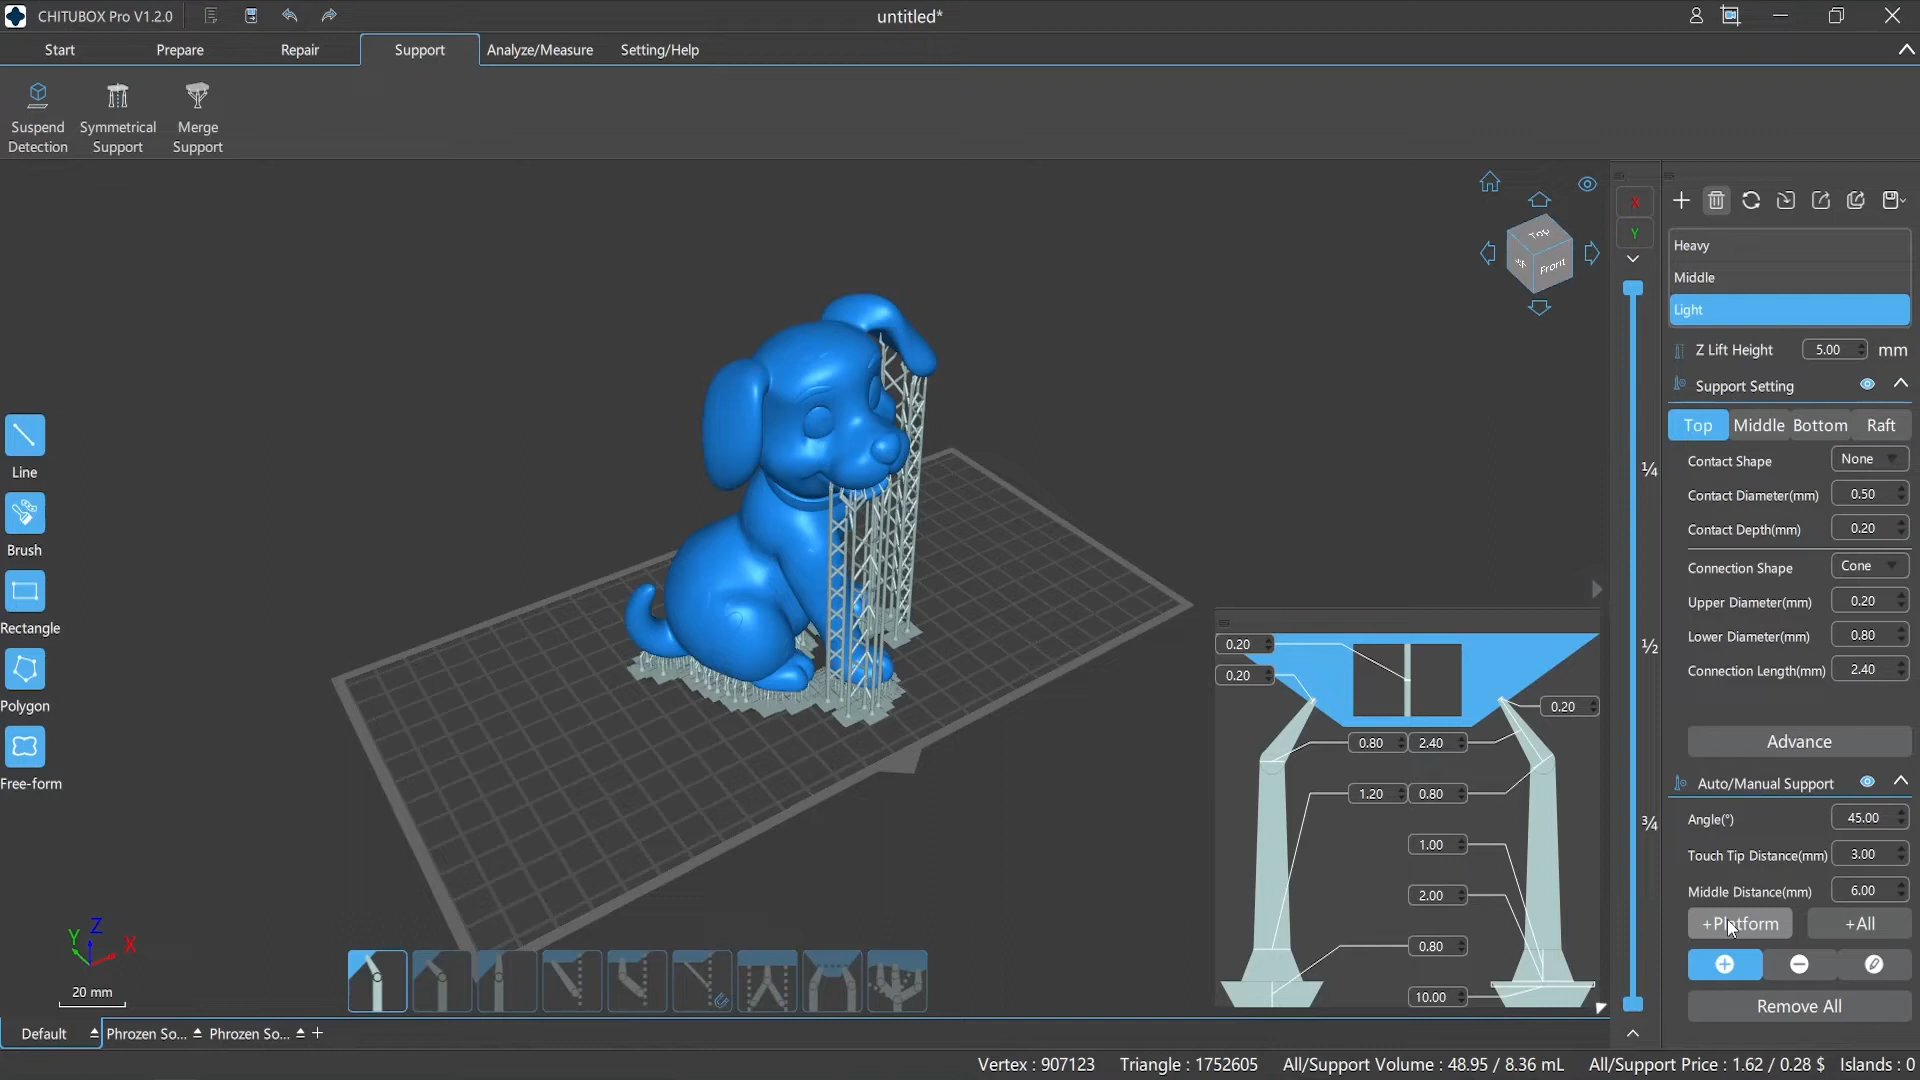 CHITUBOX Pro V1.2.0
untitled*
Start Prepare Repair Support Analyze/Measure Setting/Help
Suspend Detection
Symmetrical Support
Merge Support
Line
Brush
Rectangle
Polygon
Free-form
Z
Y
X
20 mm
Top
Front
X
Y
¼
½
¾
Heavy
Middle
Light
Z Lift Height 5.00 mm
Support Setting
Top Middle Bottom Raft
Contact Shape None
Contact Diameter(mm) 0.50
Contact Depth(mm) 0.20
Connection Shape Cone
Upper Diameter(mm) 0.20
Lower Diameter(mm) 0.80
Connection Length(mm) 2.40
Advance
Auto/Manual Support
Angle(°) 45.00
Touch Tip Distance(mm) 3.00
Middle Distance(mm) 6.00
+Platform +All
Remove All
0.20
0.20
0.20
0.80 2.40
1.20 0.80
1.00
2.00
0.80
10.00
Default Phrozen So... Phrozen So... +
Vertex : 907123 Triangle : 1752605 All/Support Volume : 48.95 / 8.36 mL All/Support Price : 1.62 / 0.28 $ Islands : 0